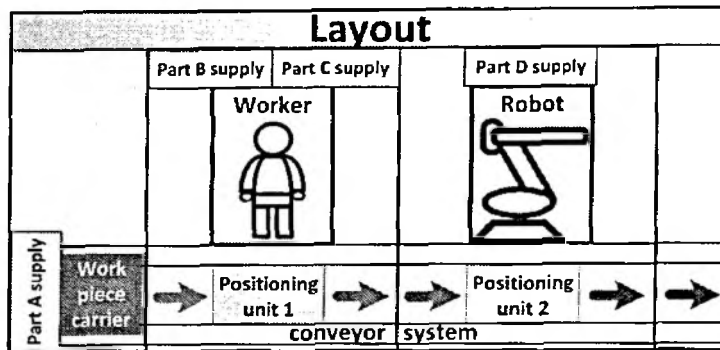 Layout
Part B supply
Part C supply
Part D supply
Worker
Robot
Part A supply
Work
piece
carrier
Positioning
unit 1
Positioning
unit 2
conveyor system